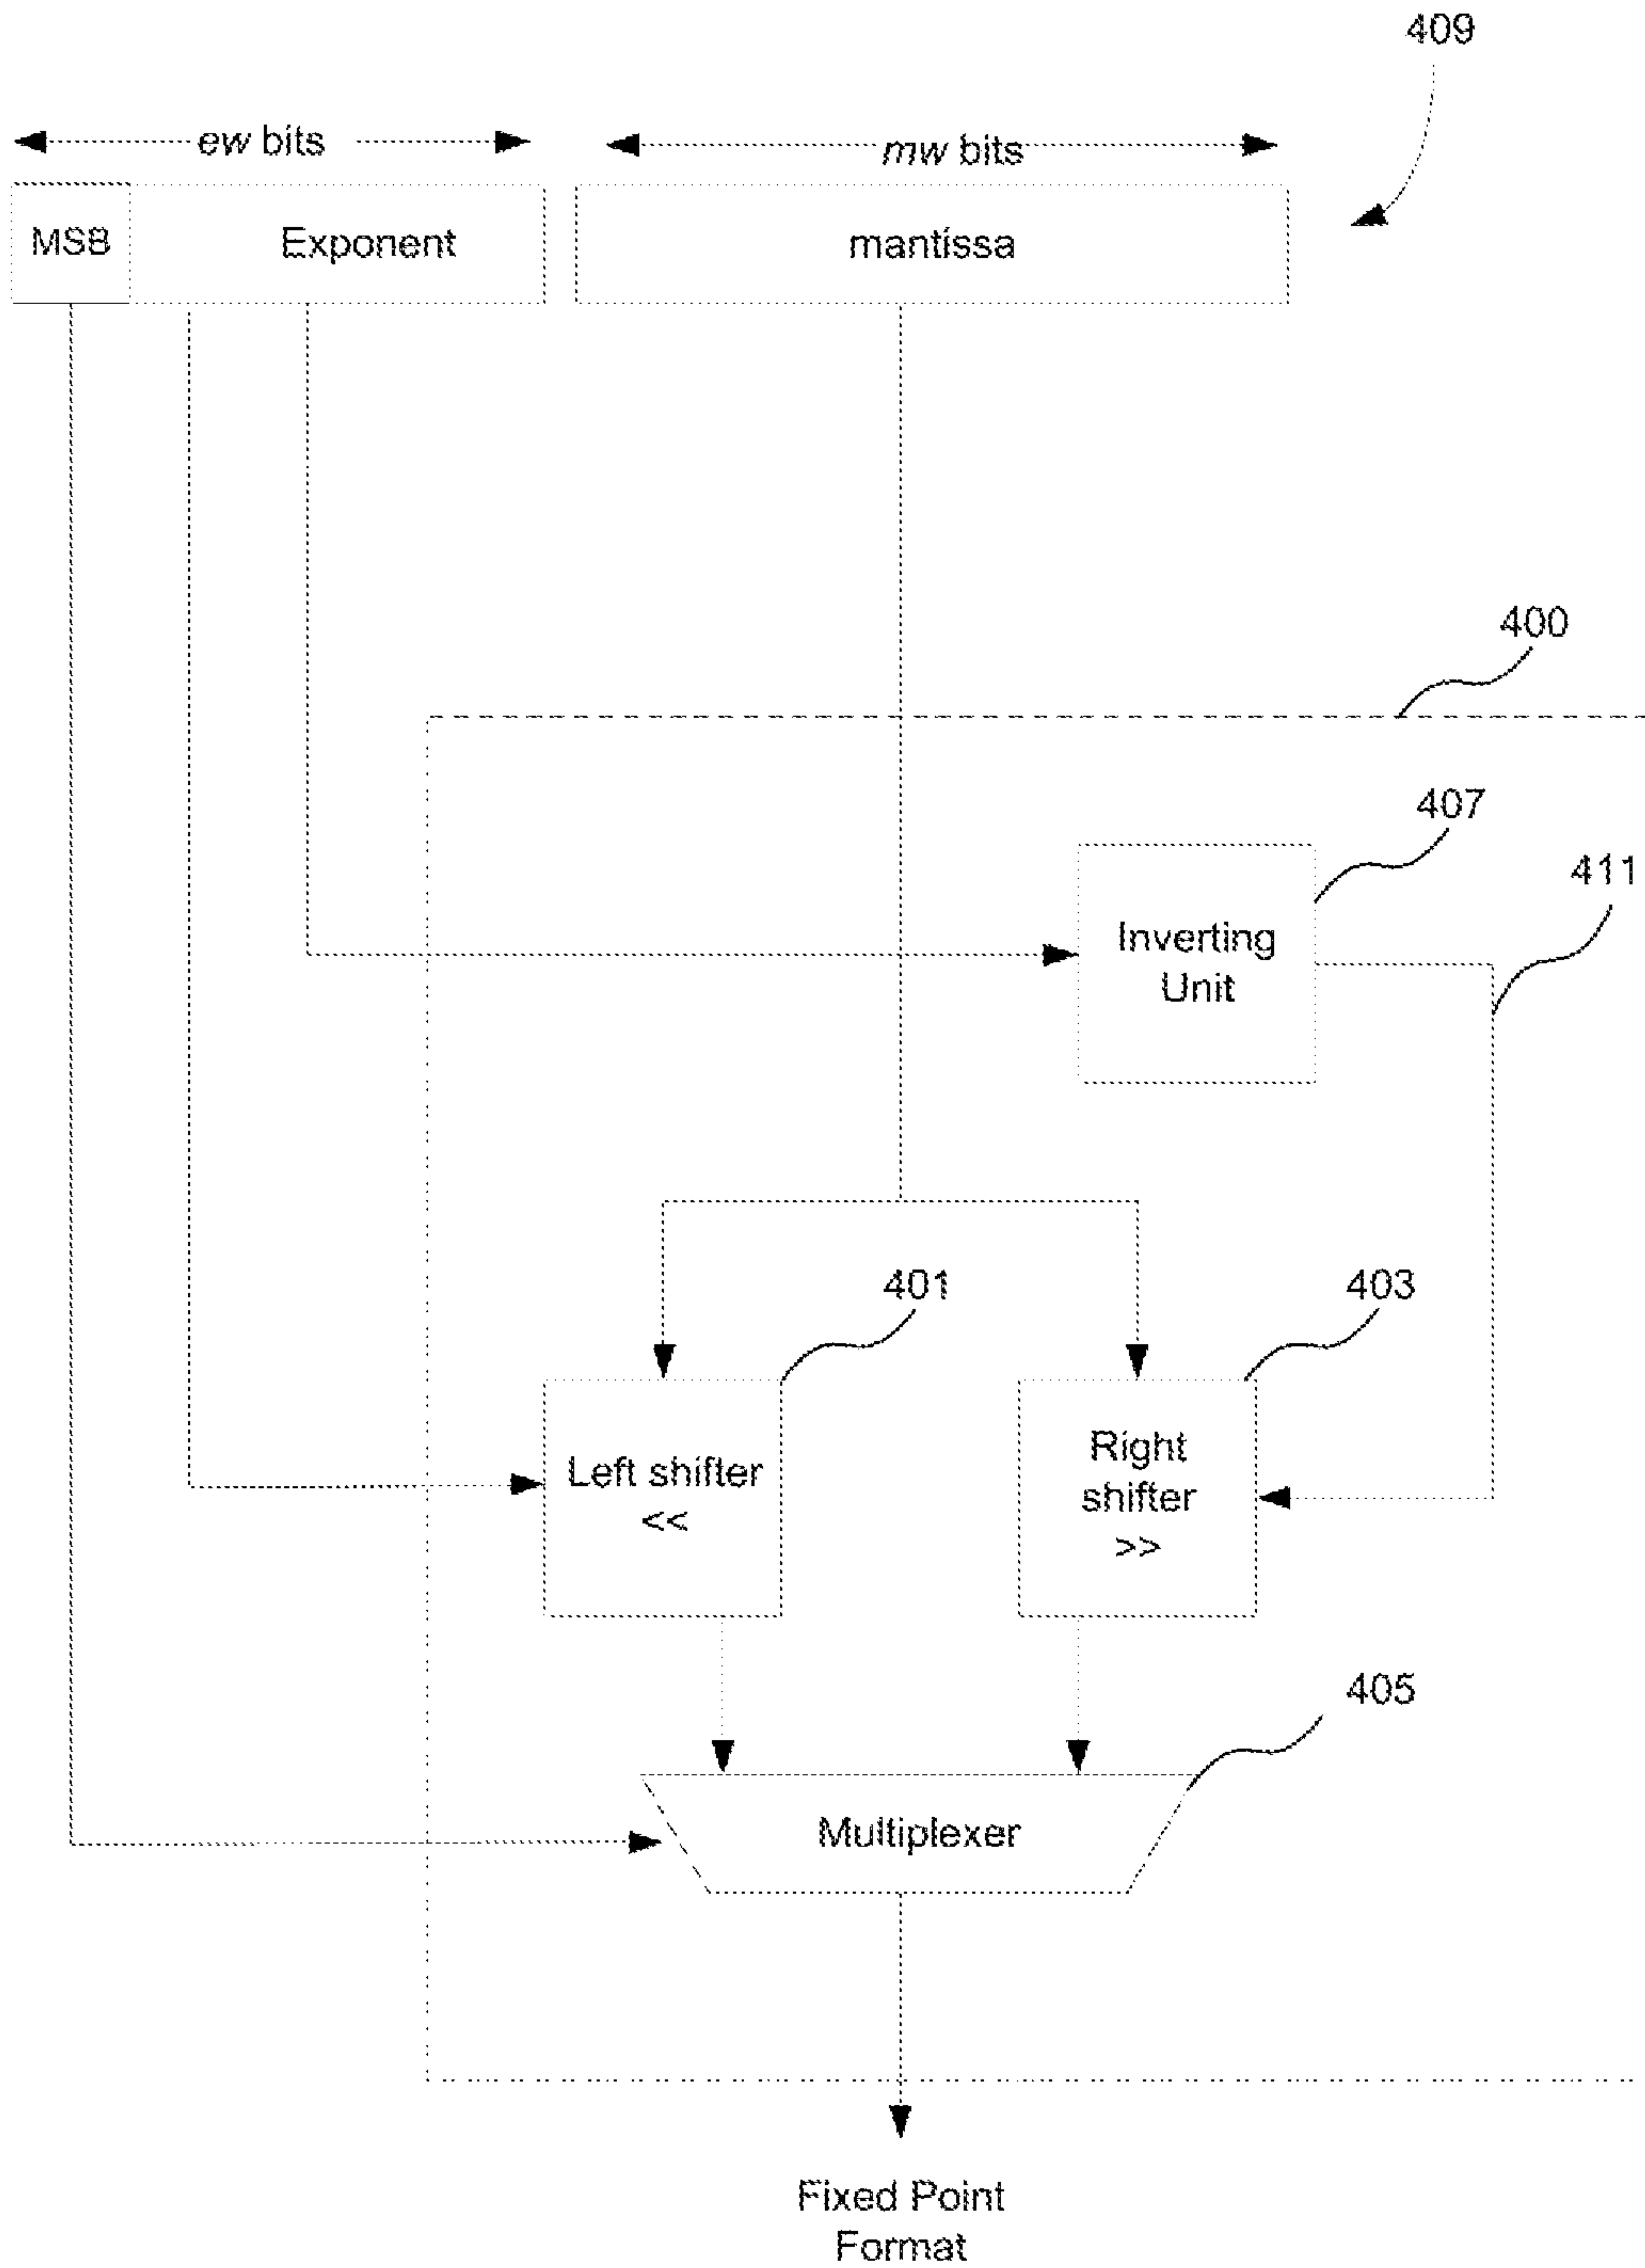 409
ew bits
mw bits
MSB
Exponent
mantissa
400
407
411
Inverting
Unit
401
403
Left shifter
<<
Right
shifter
>>
405
Multiplexer
Fixed Point
Format